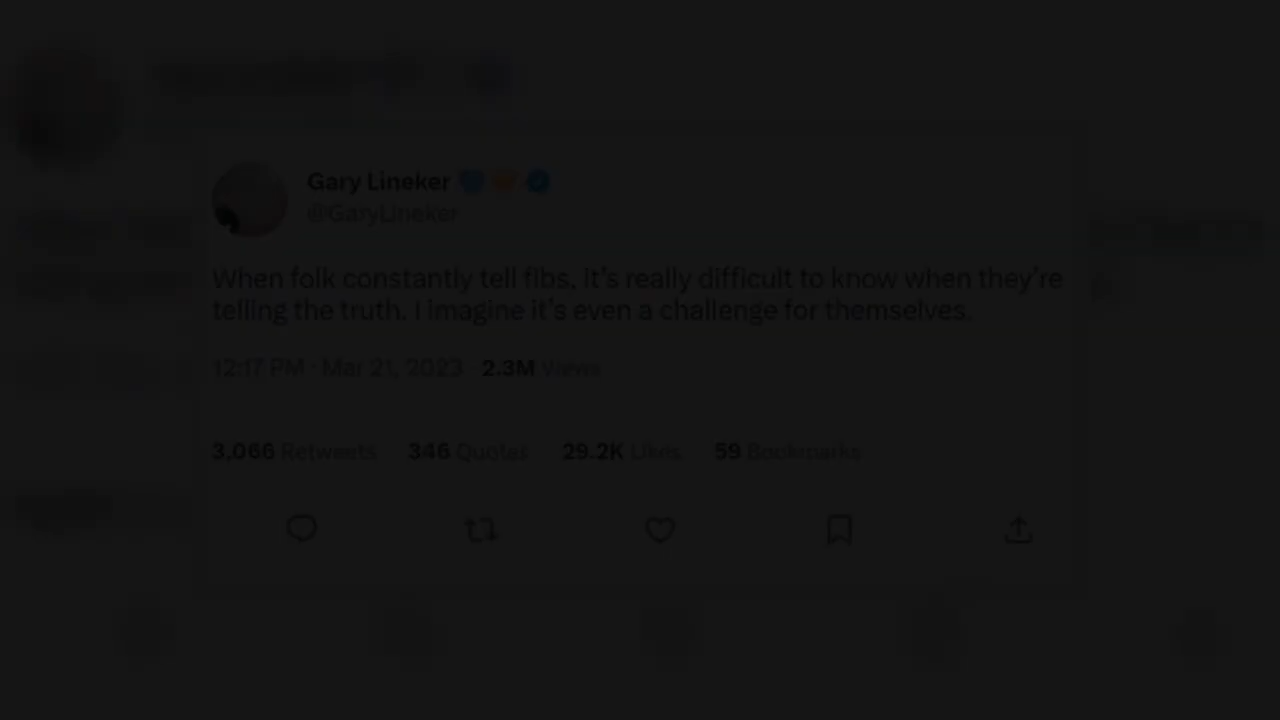 Gary Lineker
@GaryLineker
When folk constantly tell fibs, it's really difficult to know when they're
telling the truth. I imagine it's even a challenge for themselves.
12:17 PM · Mar 21, 2023 2.3M Views
3,066 Retweets 346 Quotes 29.2K Likes 59 Bookmarks